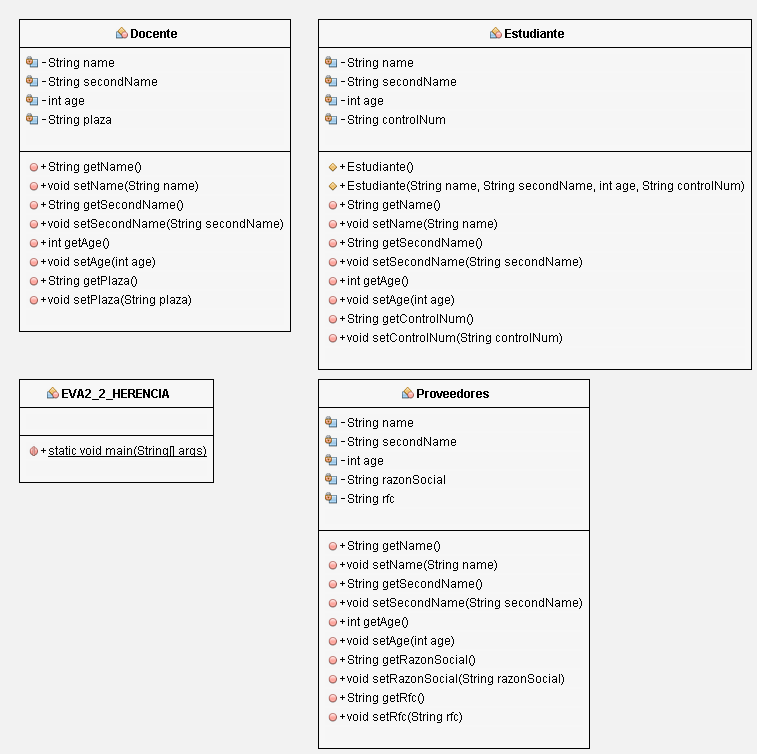 Docente
-String name
-String secondName
-int age
-String plaza
+String getName()
+void setName(String name)
+String getSecondName()
+void setSecondName(String secondName)
+int getAge()
+void setAge(int age)
+String getPlaza()
+void setPlaza(String plaza)
Estudiante
-String name
-String secondName
-int age
-String controlNum
+Estudiante()
+Estudiante(String name, String secondName, int age, String controlNum)
+String getName()
+void setName(String name)
+String getSecondName()
+void setSecondName(String secondName)
+int getAge()
+void setAge(int age)
+String getControlNum()
+void setControlNum(String controlNum)
EVA2_2_HERENCIA
+static void main(String[] args)
Proveedores
-String name
-String secondName
-int age
-String razonSocial
-String rfc
+String getName()
+void setName(String name)
+String getSecondName()
+void setSecondName(String secondName)
+int getAge()
+void setAge(int age)
+String getRazonSocial()
+void setRazonSocial(String razonSocial)
+String getRfc()
+void setRfc(String rfc)